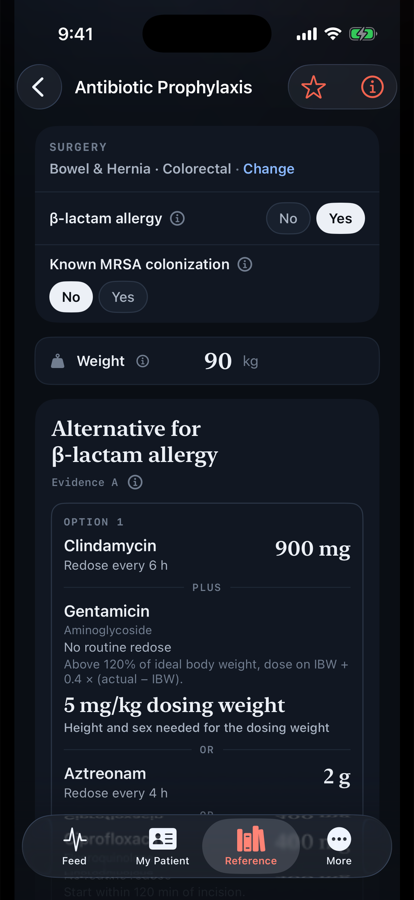 9:41
Antibiotic Prophylaxis
SURGERY
Bowel & Hernia · Colorectal · Change
β-lactam allergy
No
Yes
Known MRSA colonization
No
Yes
Weight
90 kg
Alternative for
β-lactam allergy
Evidence A
OPTION 1
Clindamycin
900 mg
Redose every 6 h
PLUS
Gentamicin
Aminoglycoside
No routine redose
Above 120% of ideal body weight, dose on IBW +
0.4 × (actual – IBW).
5 mg/kg dosing weight
Height and sex needed for the dosing weight
OR
Aztreonam
2 g
Redose every 4 h
OR
Feed
My Patient
Reference
More
Start within 120 min of incision.